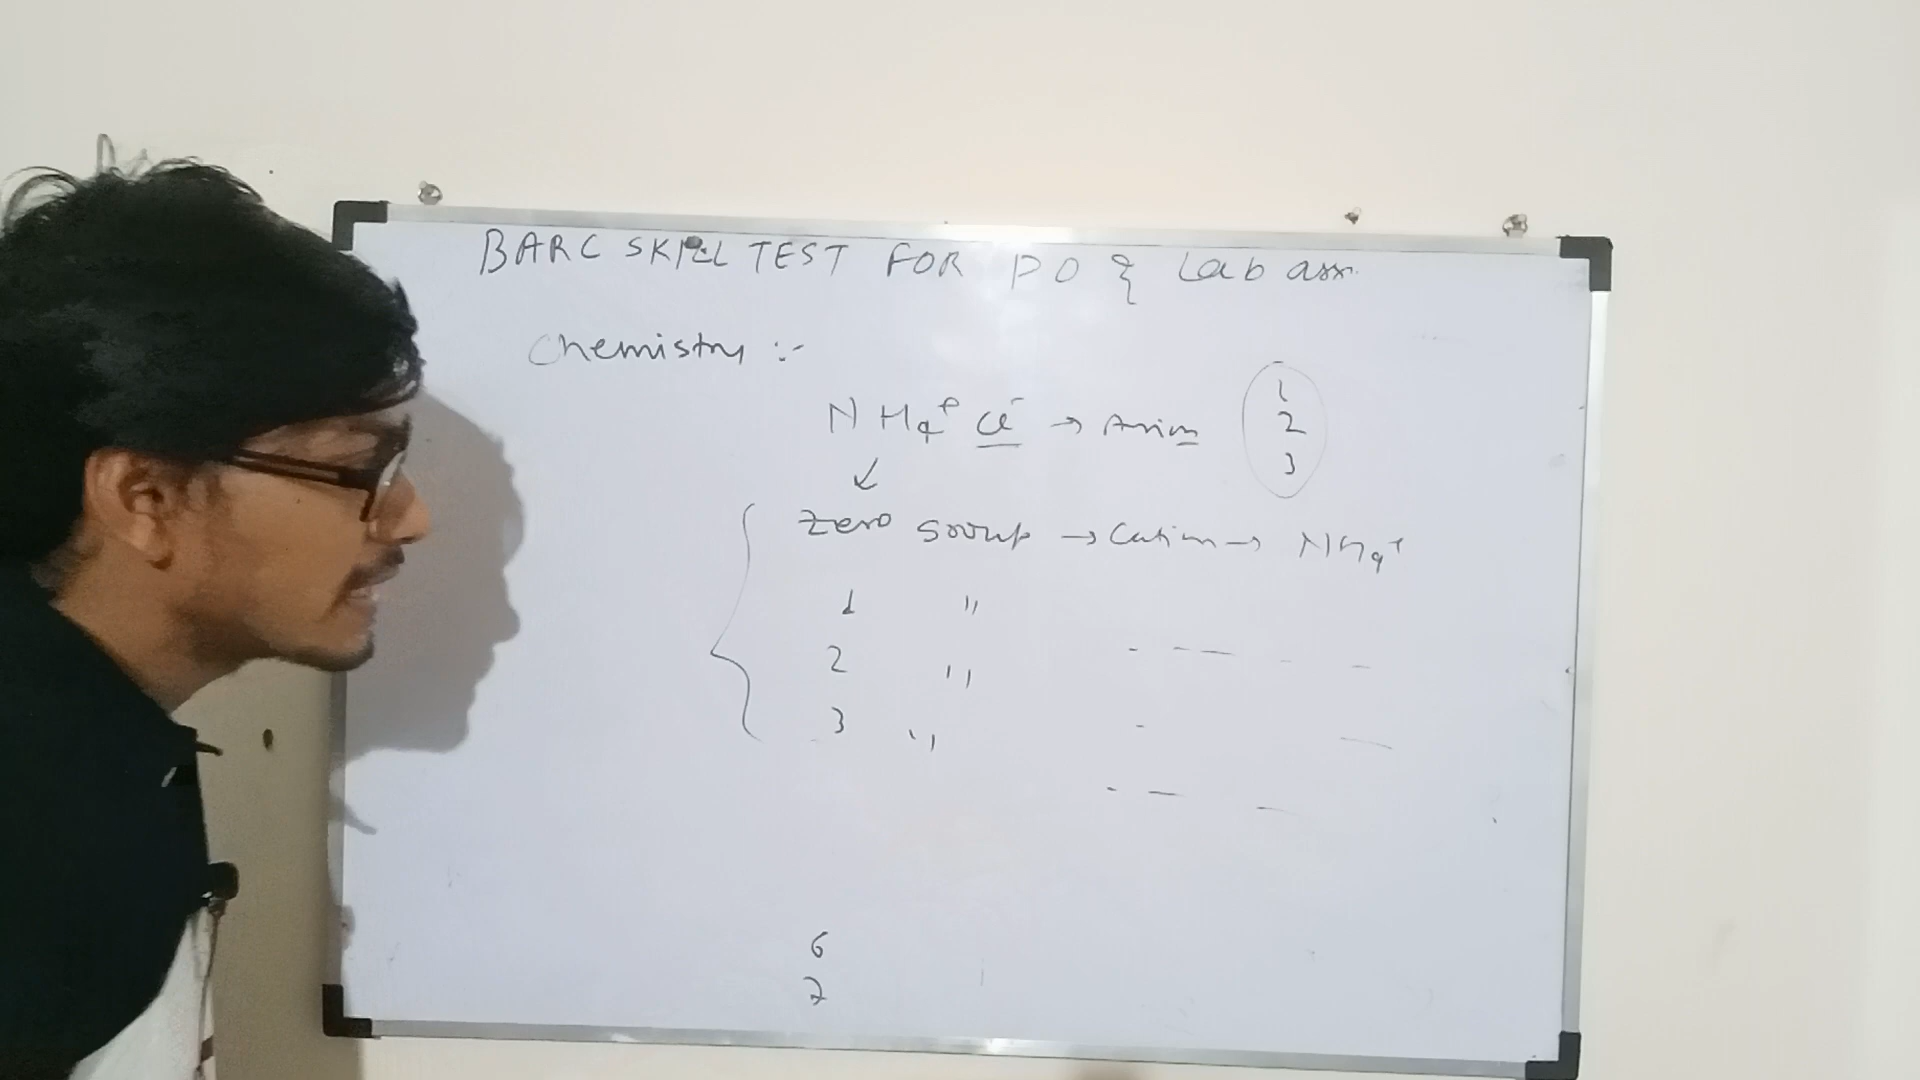 BARC SKILL TEST FOR PO & Lab ass.
Chemistry :-
NH4+ Cl- → Anion
1
2
3
↓
Zero Group → Cation → NH4+
1 "
2 "
3 "
6
7